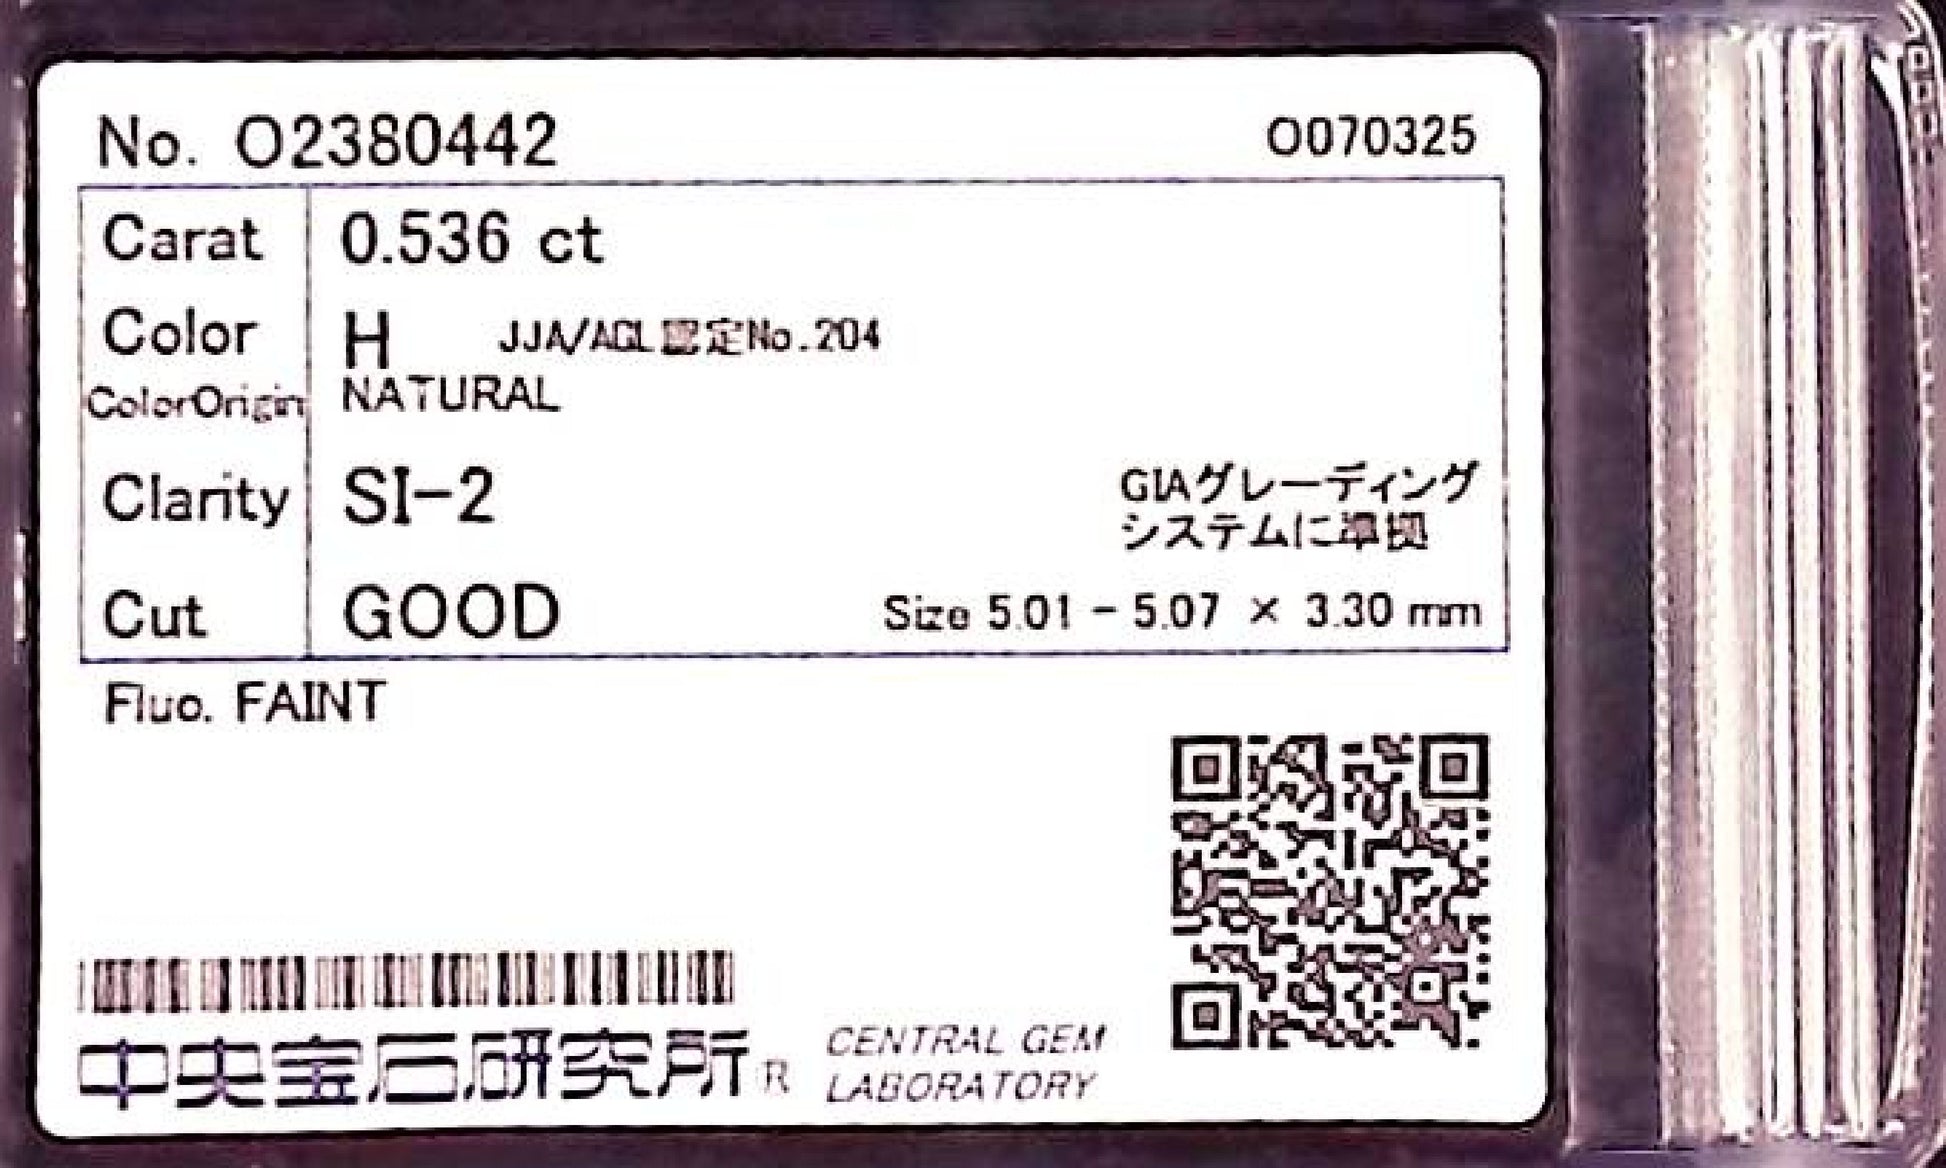 No. O2380442
O070325
Carat 0.536 ct
Color H JJA/AGL認定No.204
ColorOrigin NATURAL
Clarity SI-2
GIAグレーディング
システムに準拠
Cut GOOD Size 5.01 - 5.07 × 3.30 mm
Fluo. FAINT
中央宝石研究所 R
CENTRAL GEM
LABORATORY